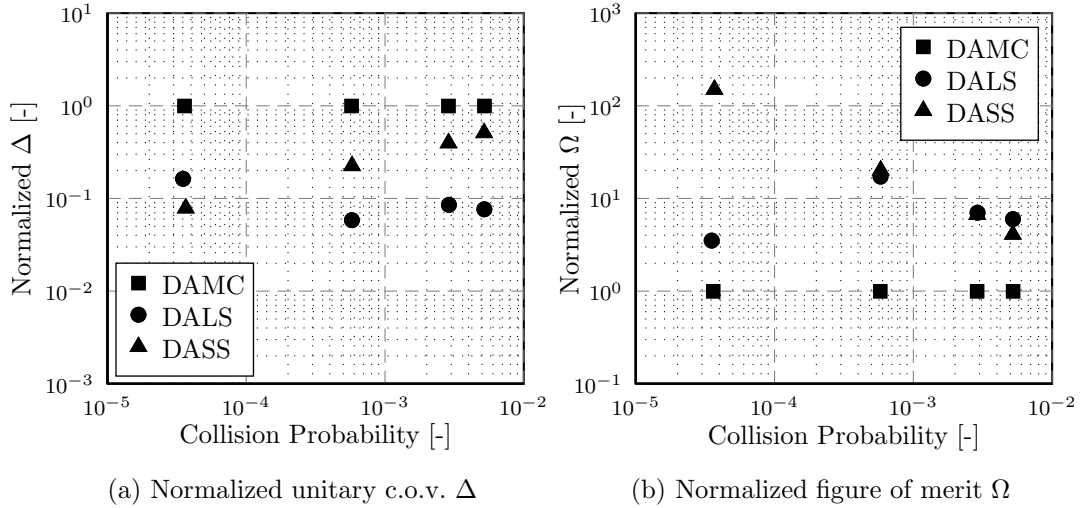 10^1
10^0
10^−1
10^−2
10^−3
Normalized Δ [-]
DAMC
DALS
DASS
10^−5
10^−4
10^−3
10^−2
Collision Probability [-]
(a) Normalized unitary c.o.v. Δ
10^3
10^2
10^1
10^0
10^−1
Normalized Ω [-]
DAMC
DALS
DASS
10^−5
10^−4
10^−3
10^−2
Collision Probability [-]
(b) Normalized figure of merit Ω